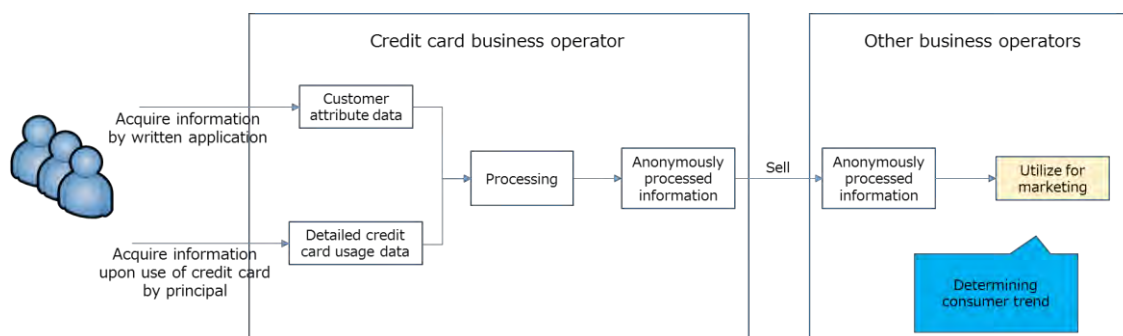 Credit card business operator
Other business operators
Acquire information
by written application
Customer
attribute data
Processing
Anonymously
processed
information
Sell
Anonymously
processed
information
Utilize for
marketing
Acquire information
upon use of credit card
by principal
Detailed credit
card usage data
Determining
consumer trend